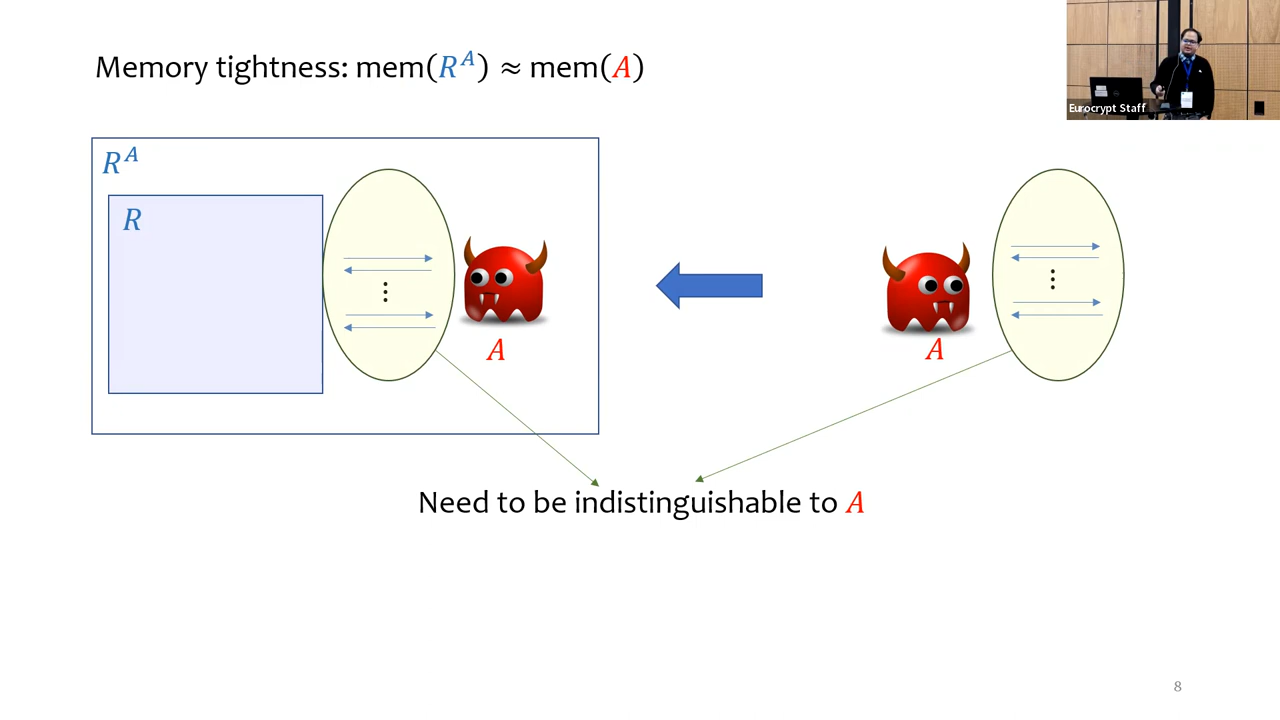 Memory tightness: mem(R^A) ≈ mem(A)
Eurocrypt Staff
R^A
R
A
A
Need to be indistinguishable to A
8